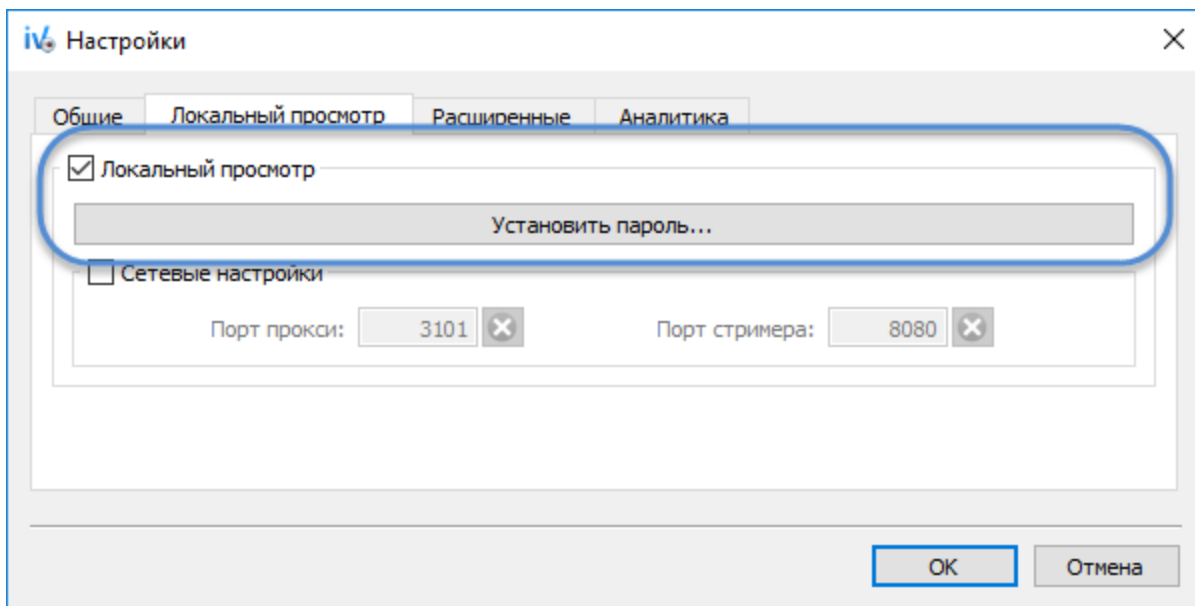 iV Настройки
Общие Локальный просмотр Расширенные Аналитика
Локальный просмотр
Установить пароль...
Сетевые настройки
Порт прокси: 3101 Порт стримера: 8080
OK Отмена